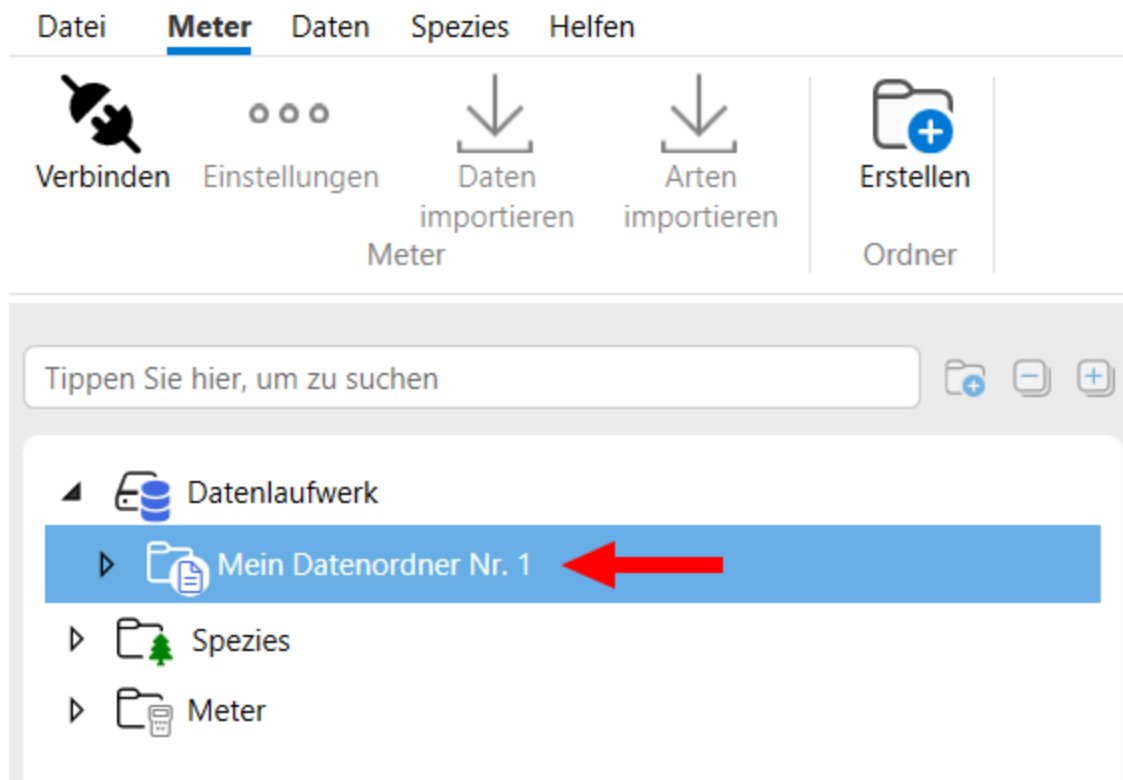 Datei Meter Daten Spezies Helfen
Verbinden Einstellungen Daten importieren Arten importieren Erstellen
Meter Ordner
Tippen Sie hier, um zu suchen
Datenlaufwerk
Mein Datenordner Nr. 1
Spezies
Meter